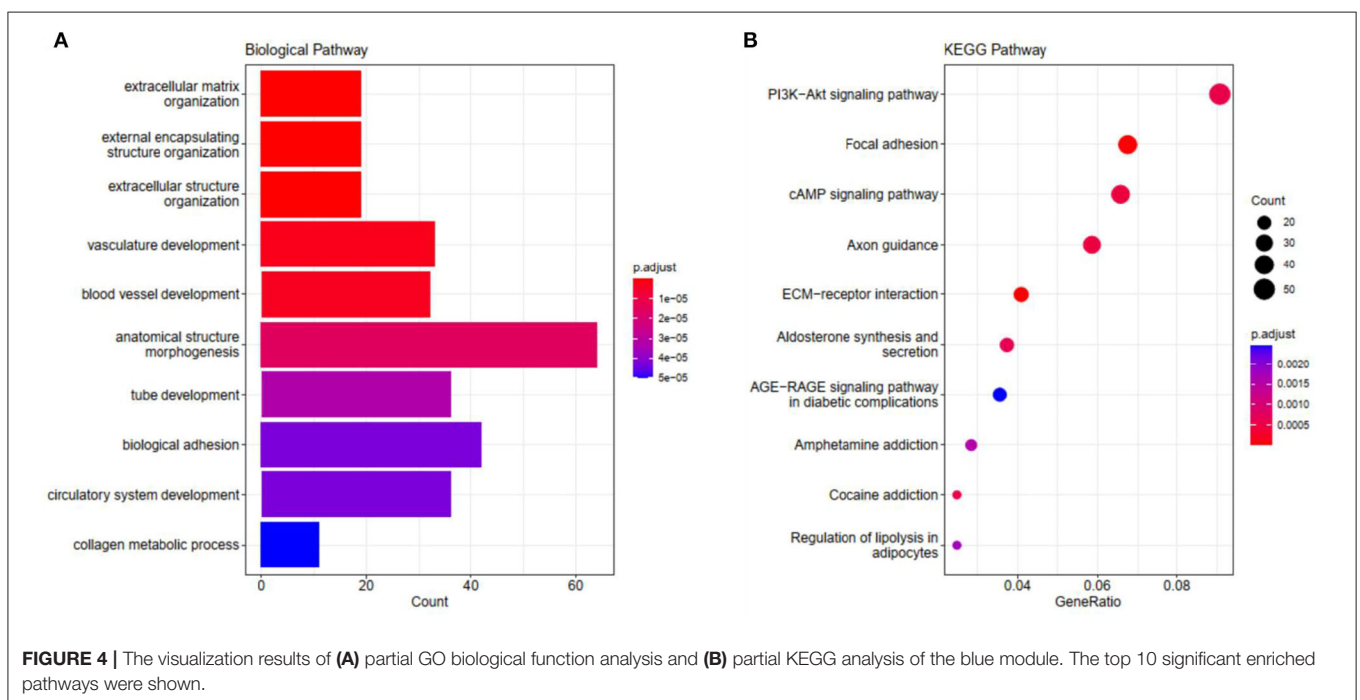 A
Biological Pathway
extracellular matrix
organization
external encapsulating
structure organization
extracellular structure
organization
vasculature development
blood vessel development
anatomical structure
morphogenesis
tube development
biological adhesion
circulatory system development
collagen metabolic process
0 20 40 60
Count
p.adjust
1e−05
2e−05
3e−05
4e−05
5e−05
B
KEGG Pathway
PI3K−Akt signaling pathway
Focal adhesion
cAMP signaling pathway
Axon guidance
ECM−receptor interaction
Aldosterone synthesis and
secretion
AGE−RAGE signaling pathway
in diabetic complications
Amphetamine addiction
Cocaine addiction
Regulation of lipolysis in
adipocytes
0.04 0.06 0.08
GeneRatio
Count
20
30
40
50
p.adjust
0.0020
0.0015
0.0010
0.0005
FIGURE 4 | The visualization results of (A) partial GO biological function analysis and (B) partial KEGG analysis of the blue module. The top 10 significant enriched
pathways were shown.